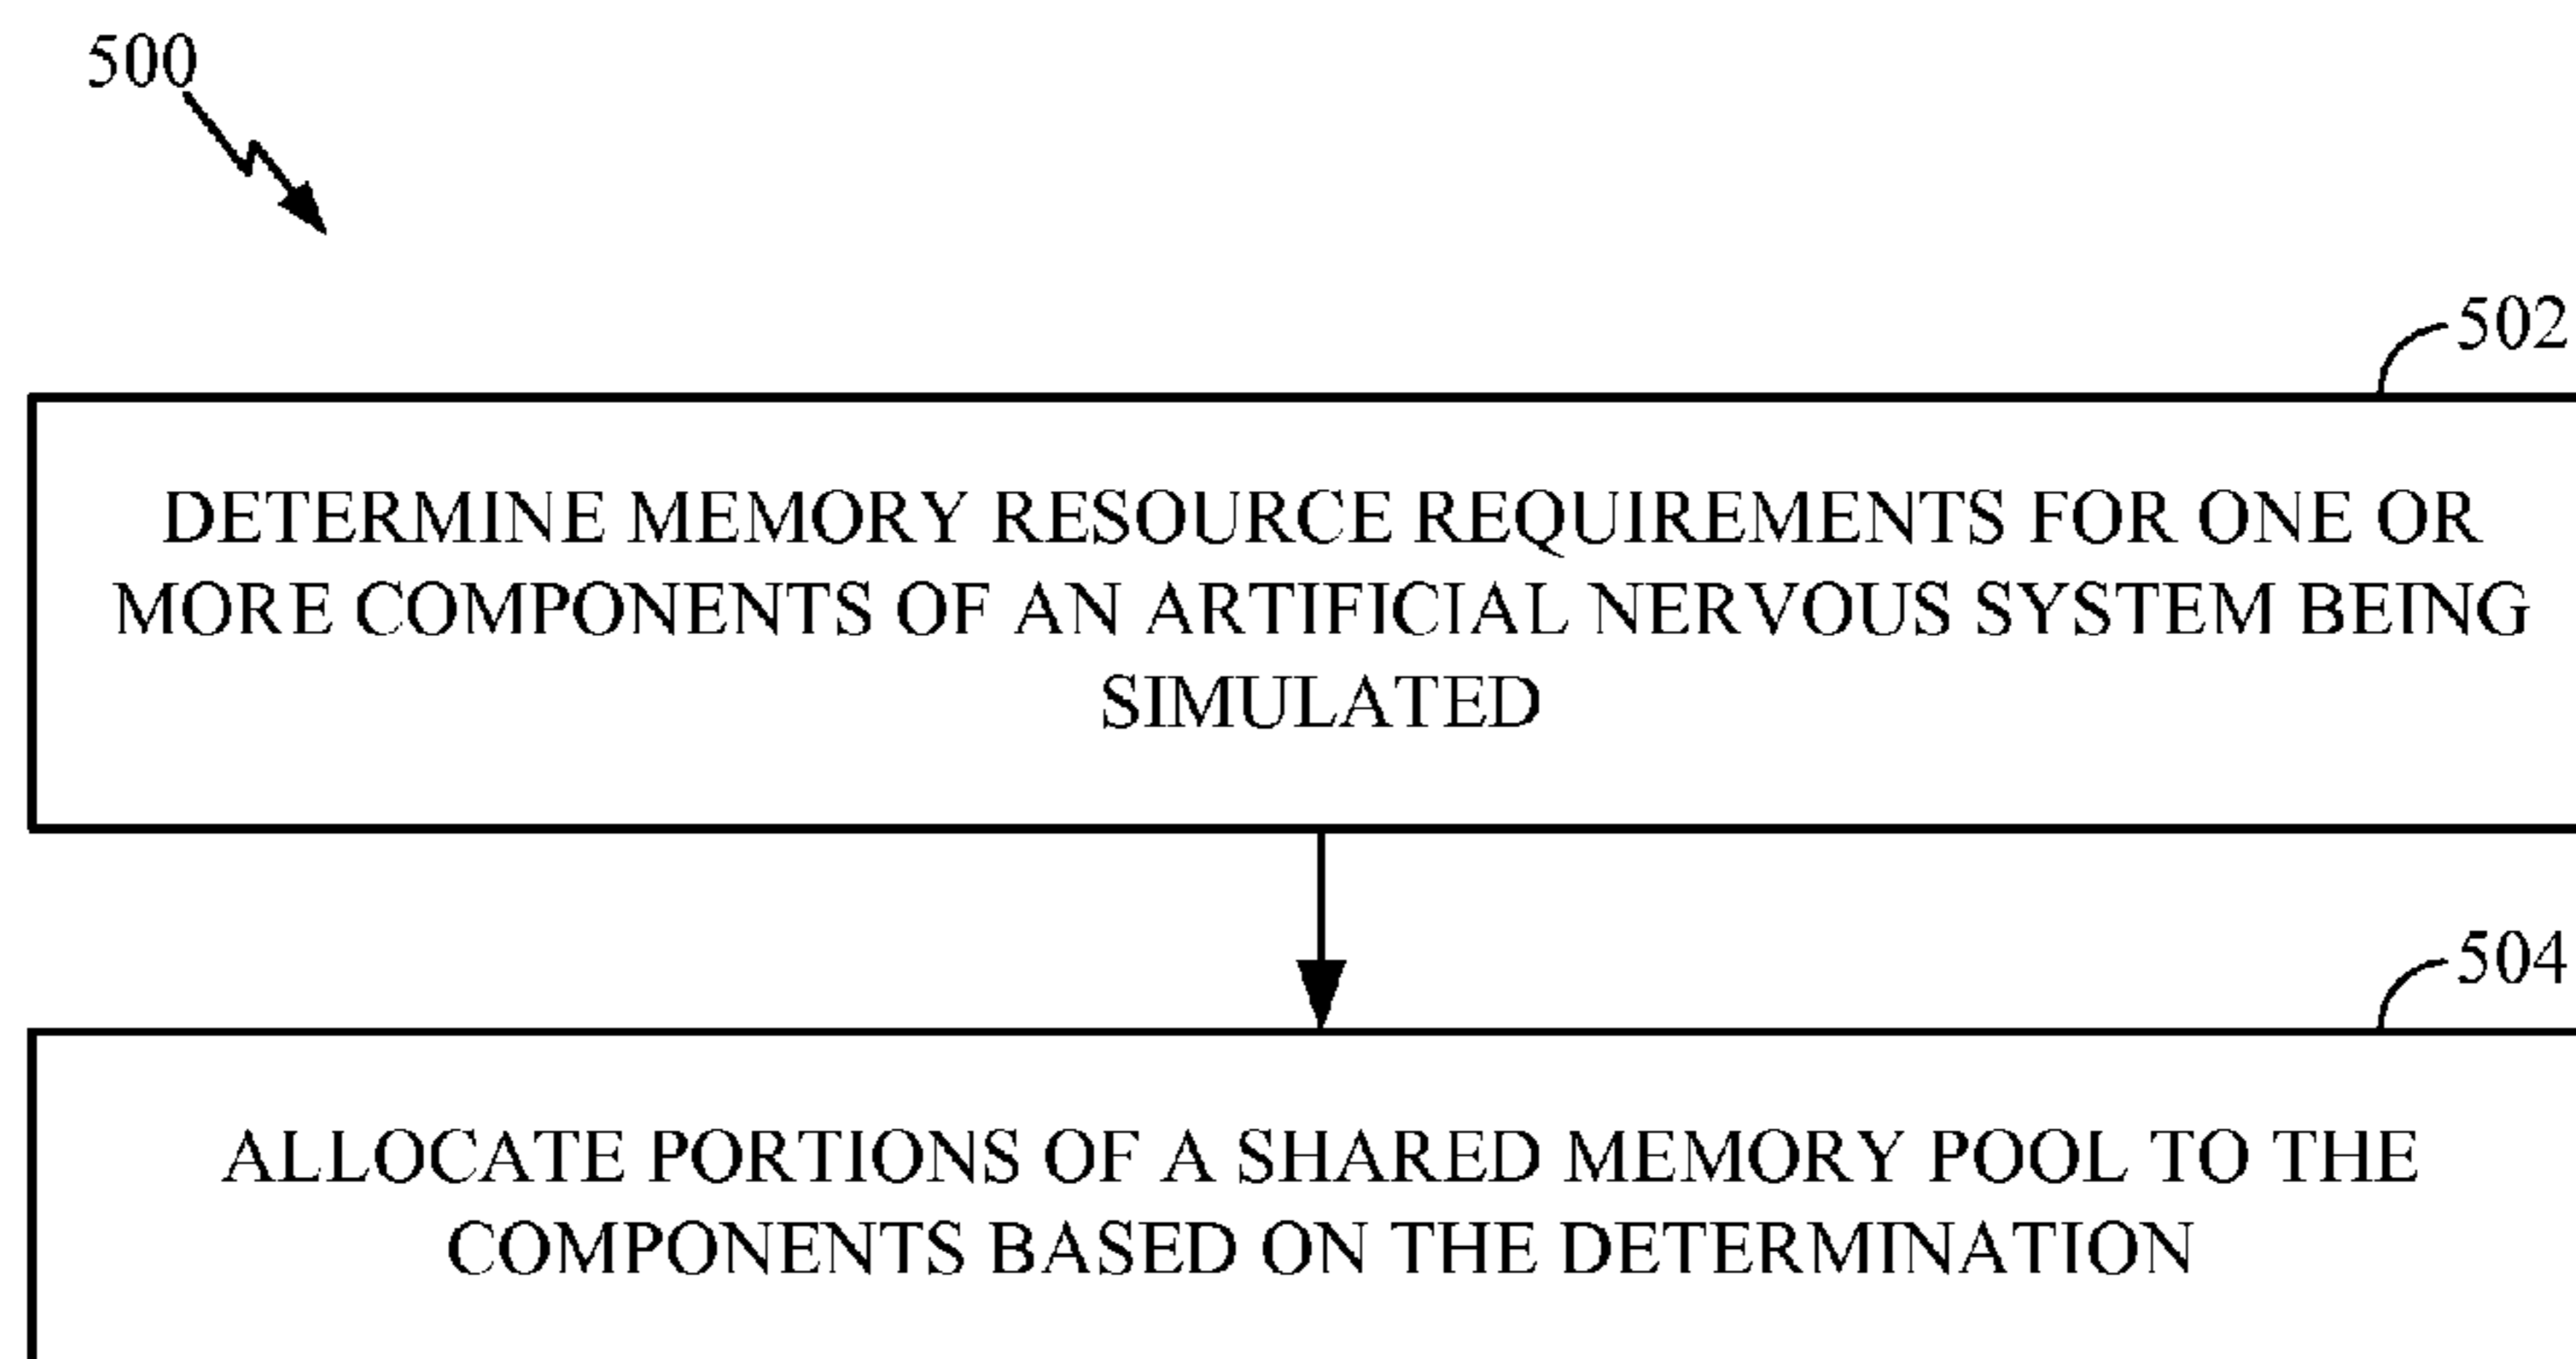 500
502
DETERMINE MEMORY RESOURCE REQUIREMENTS FOR ONE OR
MORE COMPONENTS OF AN ARTIFICIAL NERVOUS SYSTEM BEING
SIMULATED
504
ALLOCATE PORTIONS OF A SHARED MEMORY POOL TO THE
COMPONENTS BASED ON THE DETERMINATION